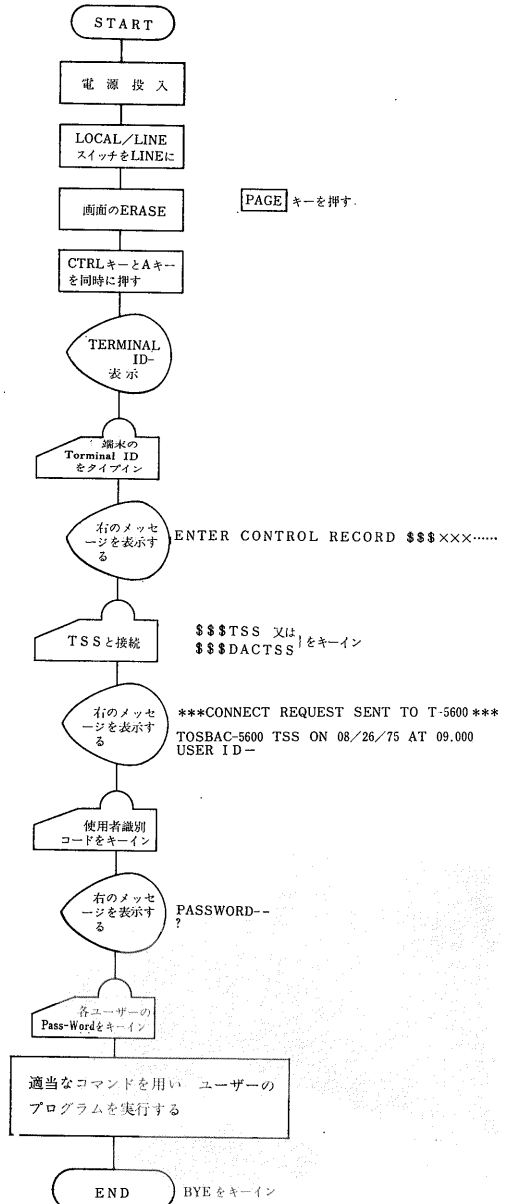 START
電源投入
LOCAL/LINE
スイッチをLINEに
画面のERASE
PAGE キーを押す.
CTRLキーとAキー
を同時に押す
TERMINAL
ID-
表示
端末の
Torminal ID
をタイプイン
右のメッセ
ージを表示す
る
ENTER CONTROL RECORD $$$×××……
TSSと接続
$$$TSS 又は
$$$DACTSS }をキーイン
右のメッセ
ージを表示す
る
***CONNECT REQUEST SENT TO T-5600***
TOSBAC-5600 TSS ON 08/26/75 AT 09.000
USER ID—
使用者識別
コードをキーイン
右のメッセ
ージを表示す
る
PASSWORD--
?
各ユーザーの
Pass-Wordをキーイン
適当なコマンドを用い ユーザーの
プログラムを実行する
END
BYEをキーイン